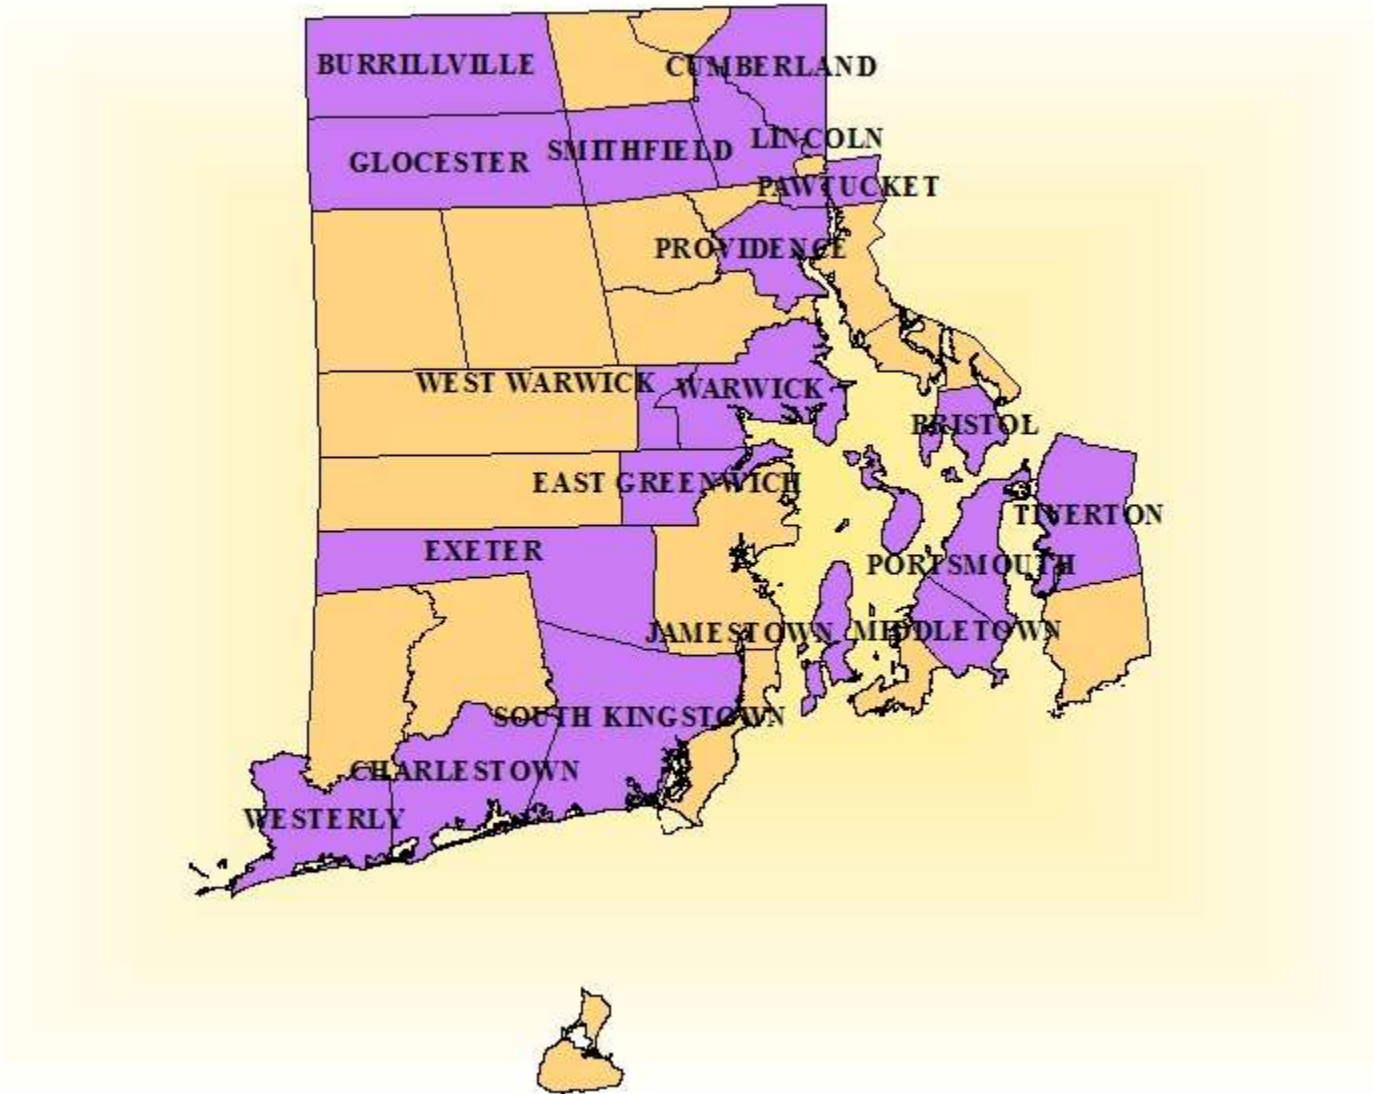 BURRILLVILLE
CUMBERLAND
LINCOLN
SMITHFIELD
GLOCESTER
PAWTUCKET
PROVIDENCE
WEST WARWICK
WARWICK
BRISTOL
EAST GREENWICH
TIVERTON
EXETER
PORTSMOUTH
JAMESTOWN
MIDDLETOWN
SOUTH KINGSTOWN
CHARLESTOWN
WESTERLY